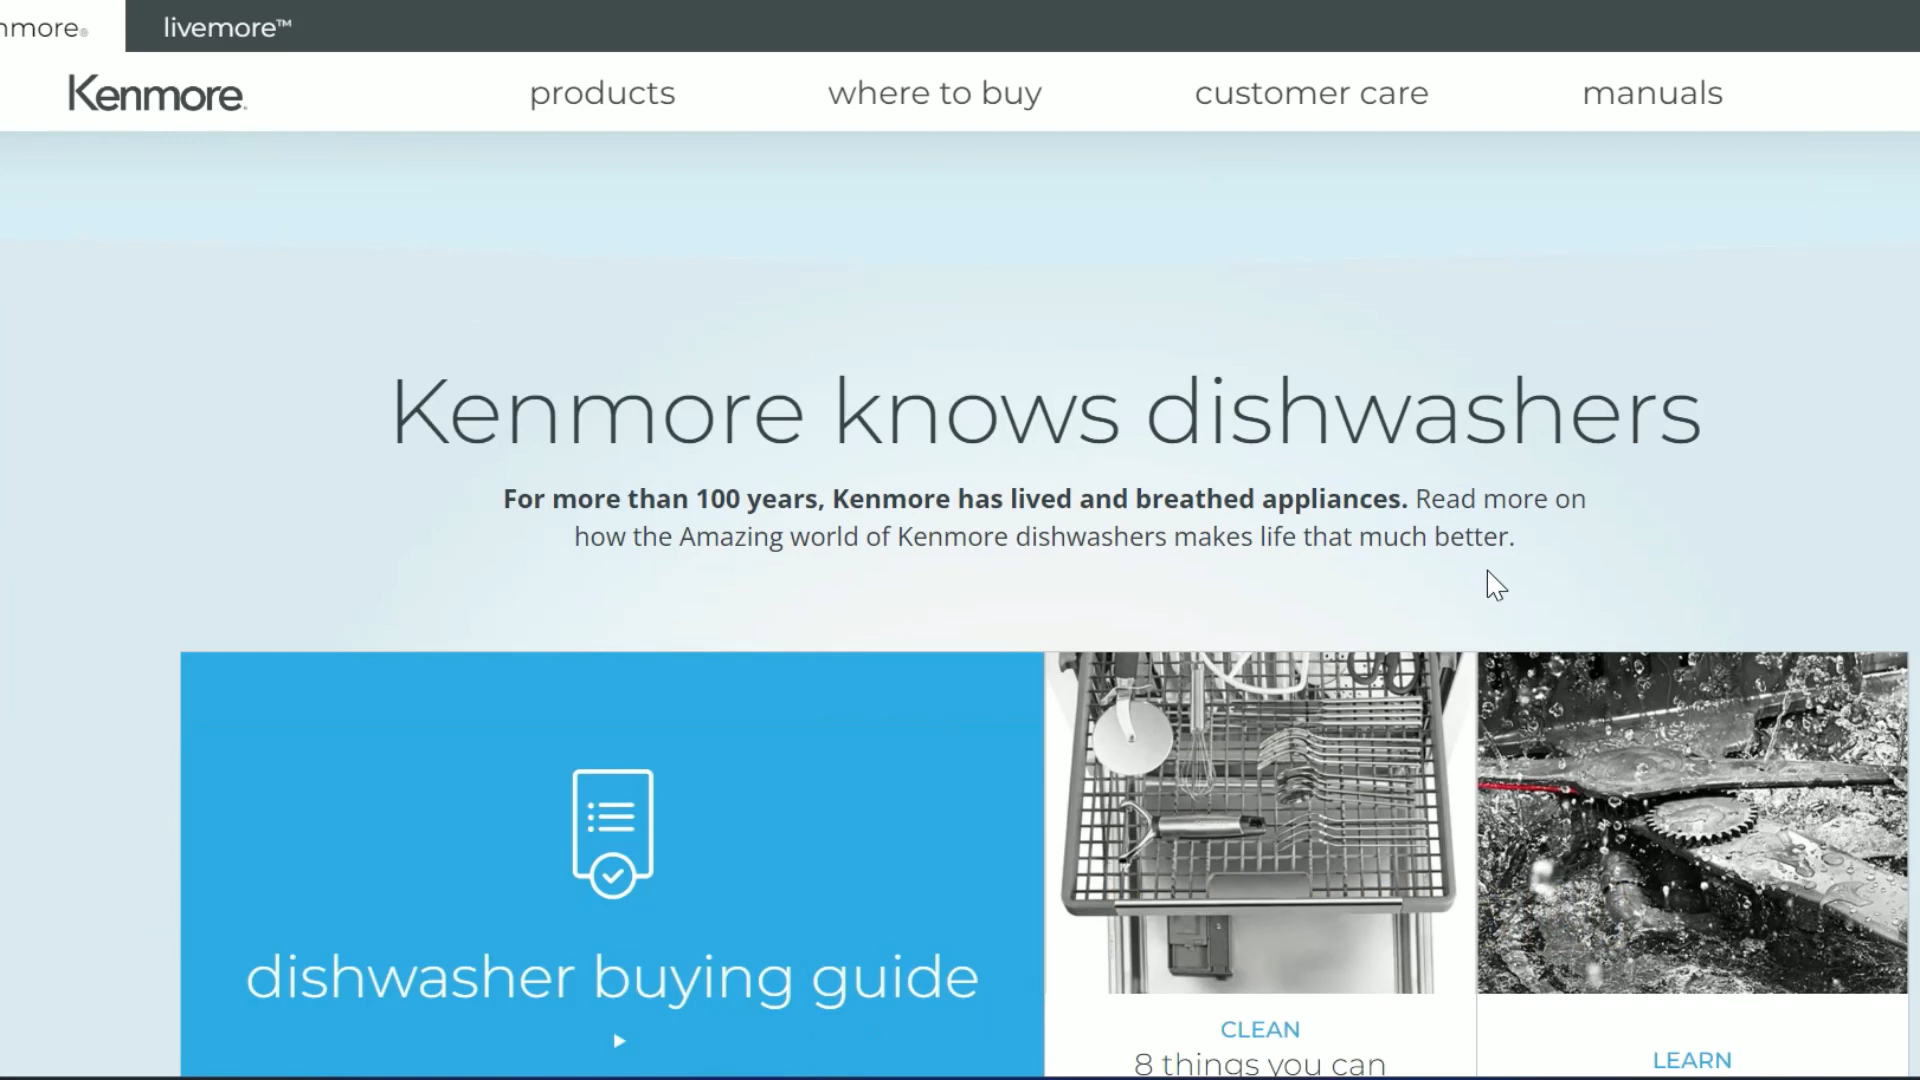 nmore®
livemore™
Kenmore
products
where to buy
customer care
manuals
Kenmore knows dishwashers
For more than 100 years, Kenmore has lived and breathed appliances. Read more on
how the Amazing world of Kenmore dishwashers makes life that much better.
dishwasher buying guide
CLEAN
8 things you can
LEARN